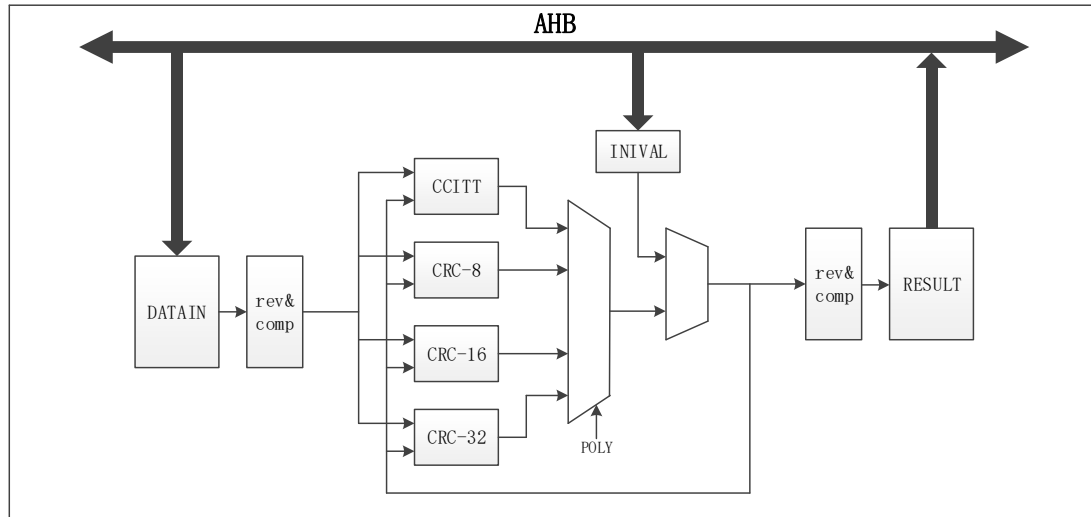 AHB
INIVAL
CCITT
CRC-8
CRC-16
CRC-32
DATAIN
rev&
comp
POLY
rev&
comp
RESULT